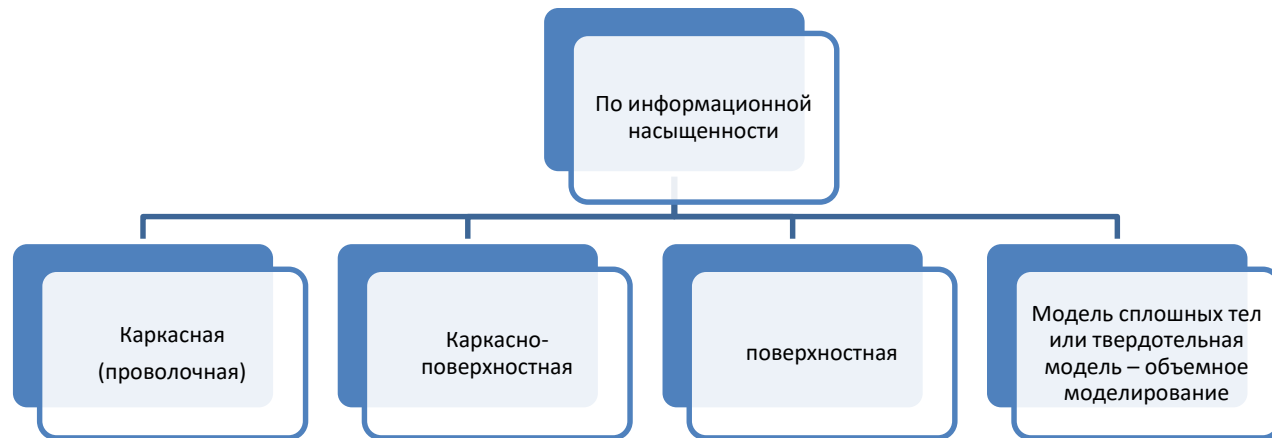 По информационной
насыщенности
Каркасная
(проволочная)
Каркасно-
поверхностная
поверхностная
Модель сплошных тел
или твердотельная
модель – объемное
моделирование